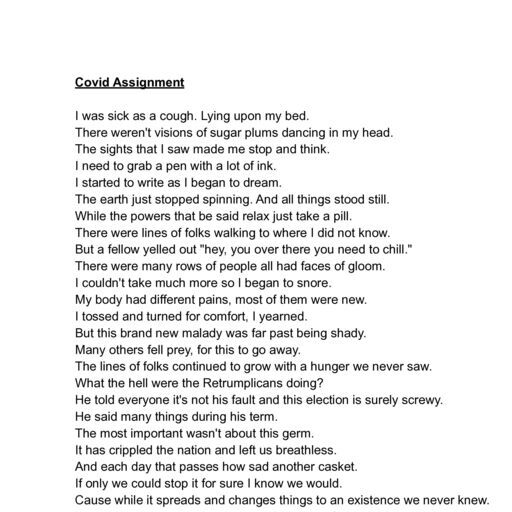 Covid Assignment
I was sick as a cough. Lying upon my bed.
There weren't visions of sugar plums dancing in my head.
The sights that I saw made me stop and think.
I need to grab a pen with a lot of ink.
I started to write as I began to dream.
The earth just stopped spinning. And all things stood still.
While the powers that be said relax just take a pill.
There were lines of folks walking to where I did not know.
But a fellow yelled out "hey, you over there you need to chill."
There were many rows of people all had faces of gloom.
I couldn't take much more so I began to snore.
My body had different pains, most of them were new.
I tossed and turned for comfort, I yearned.
But this brand new malady was far past being shady.
Many others fell prey, for this to go away.
The lines of folks continued to grow with a hunger we never saw.
What the hell were the Retrumplicans doing?
He told everyone it's not his fault and this election is surely screwy.
He said many things during his term.
The most important wasn't about this germ.
It has crippled the nation and left us breathless.
And each day that passes how sad another casket.
If only we could stop it for sure I know we would.
Cause while it spreads and changes things to an existence we never knew.